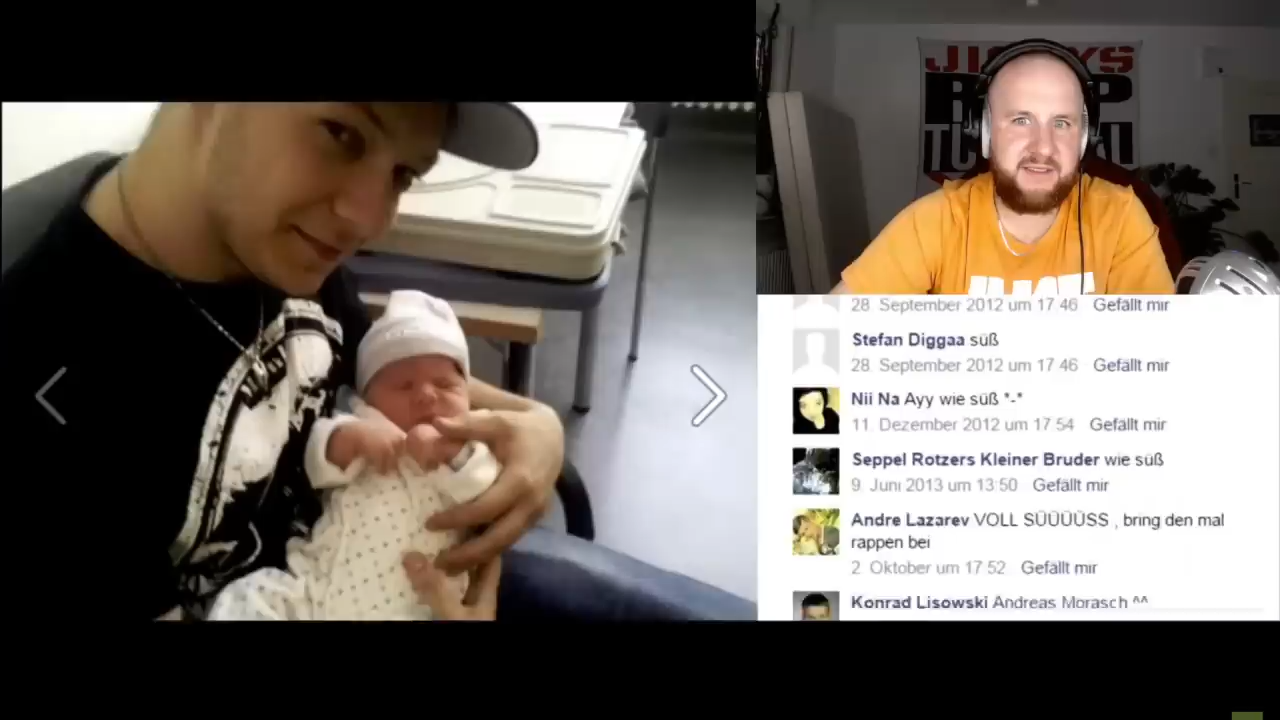 28. September 2012 um 17:46 Gefällt mir
Stefan Diggaa süß
28. September 2012 um 17:46 Gefällt mir
Nii Na Ayy wie süß *-*
11. Dezember 2012 um 17:54 Gefällt mir
Seppel Rotzers Kleiner Bruder wie süß
9. Juni 2013 um 13:50 Gefällt mir
Andre Lazarev VOLL SÜÜÜÜSS , bring den mal
rappen bei
2. Oktober um 17:52 Gefällt mir
Konrad Lisowski Andreas Morasch ^^